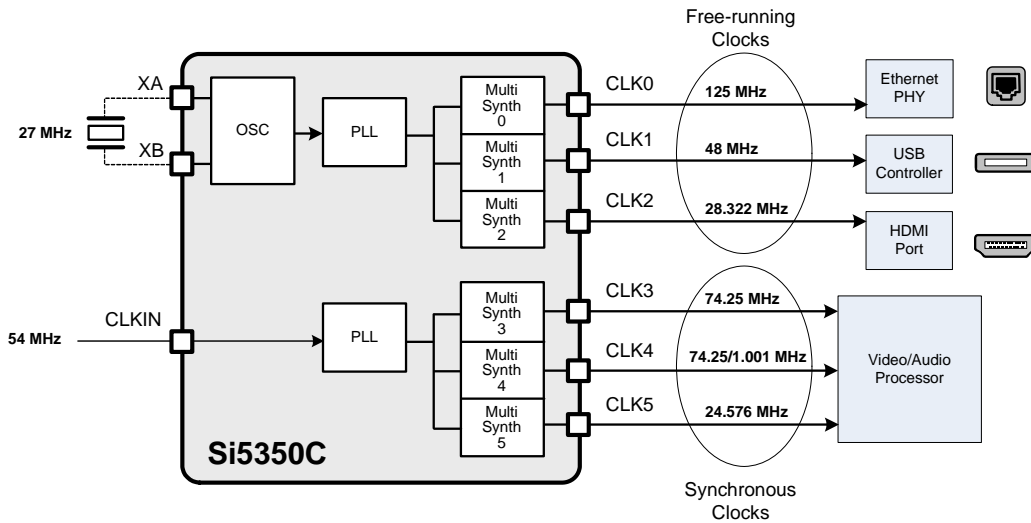 Free-running
Clocks
XA
27 MHz
XB
OSC
PLL
Multi
Synth
0
Multi
Synth
1
Multi
Synth
2
CLK0
125 MHz
Ethernet
PHY
CLK1
48 MHz
USB
Controller
CLK2
28.322 MHz
HDMI
Port
CLKIN
54 MHz
PLL
Multi
Synth
3
Multi
Synth
4
Multi
Synth
5
CLK3
74.25 MHz
CLK4
74.25/1.001 MHz
CLK5
24.576 MHz
Video/Audio
Processor
Si5350C
Synchronous
Clocks